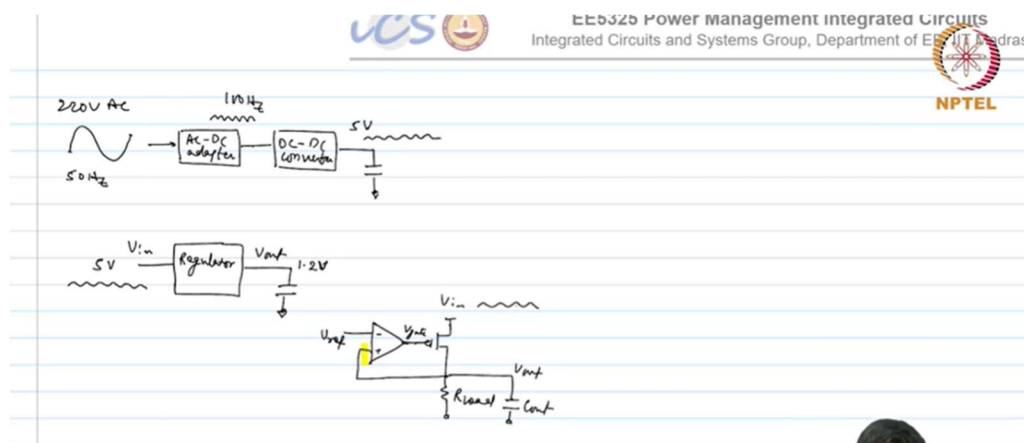 EE5325 Power Management Integrated Circuits
Integrated Circuits and Systems Group, Department of EE, IIT Madras
NPTEL
220V AC
100Hz
50Hz
AC-DC
adapter
DC-DC
converter
5V
Vin
5V
Regulator
Vout
1.2V
Vin
Vref
-
+
Vgate
Vout
Rload
Cout